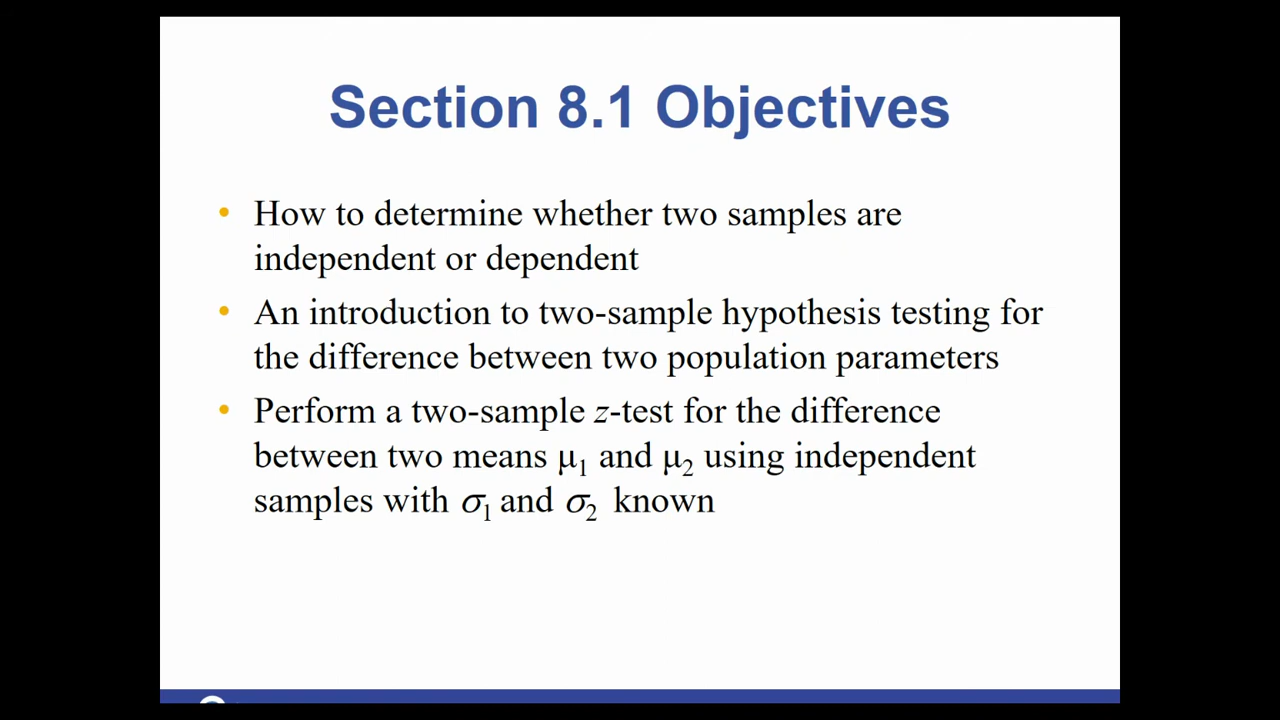 Section 8.1 Objectives
• How to determine whether two samples are
independent or dependent
• An introduction to two-sample hypothesis testing for
the difference between two population parameters
• Perform a two-sample z-test for the difference
between two means μ₁ and μ₂ using independent
samples with σ₁ and σ₂ known